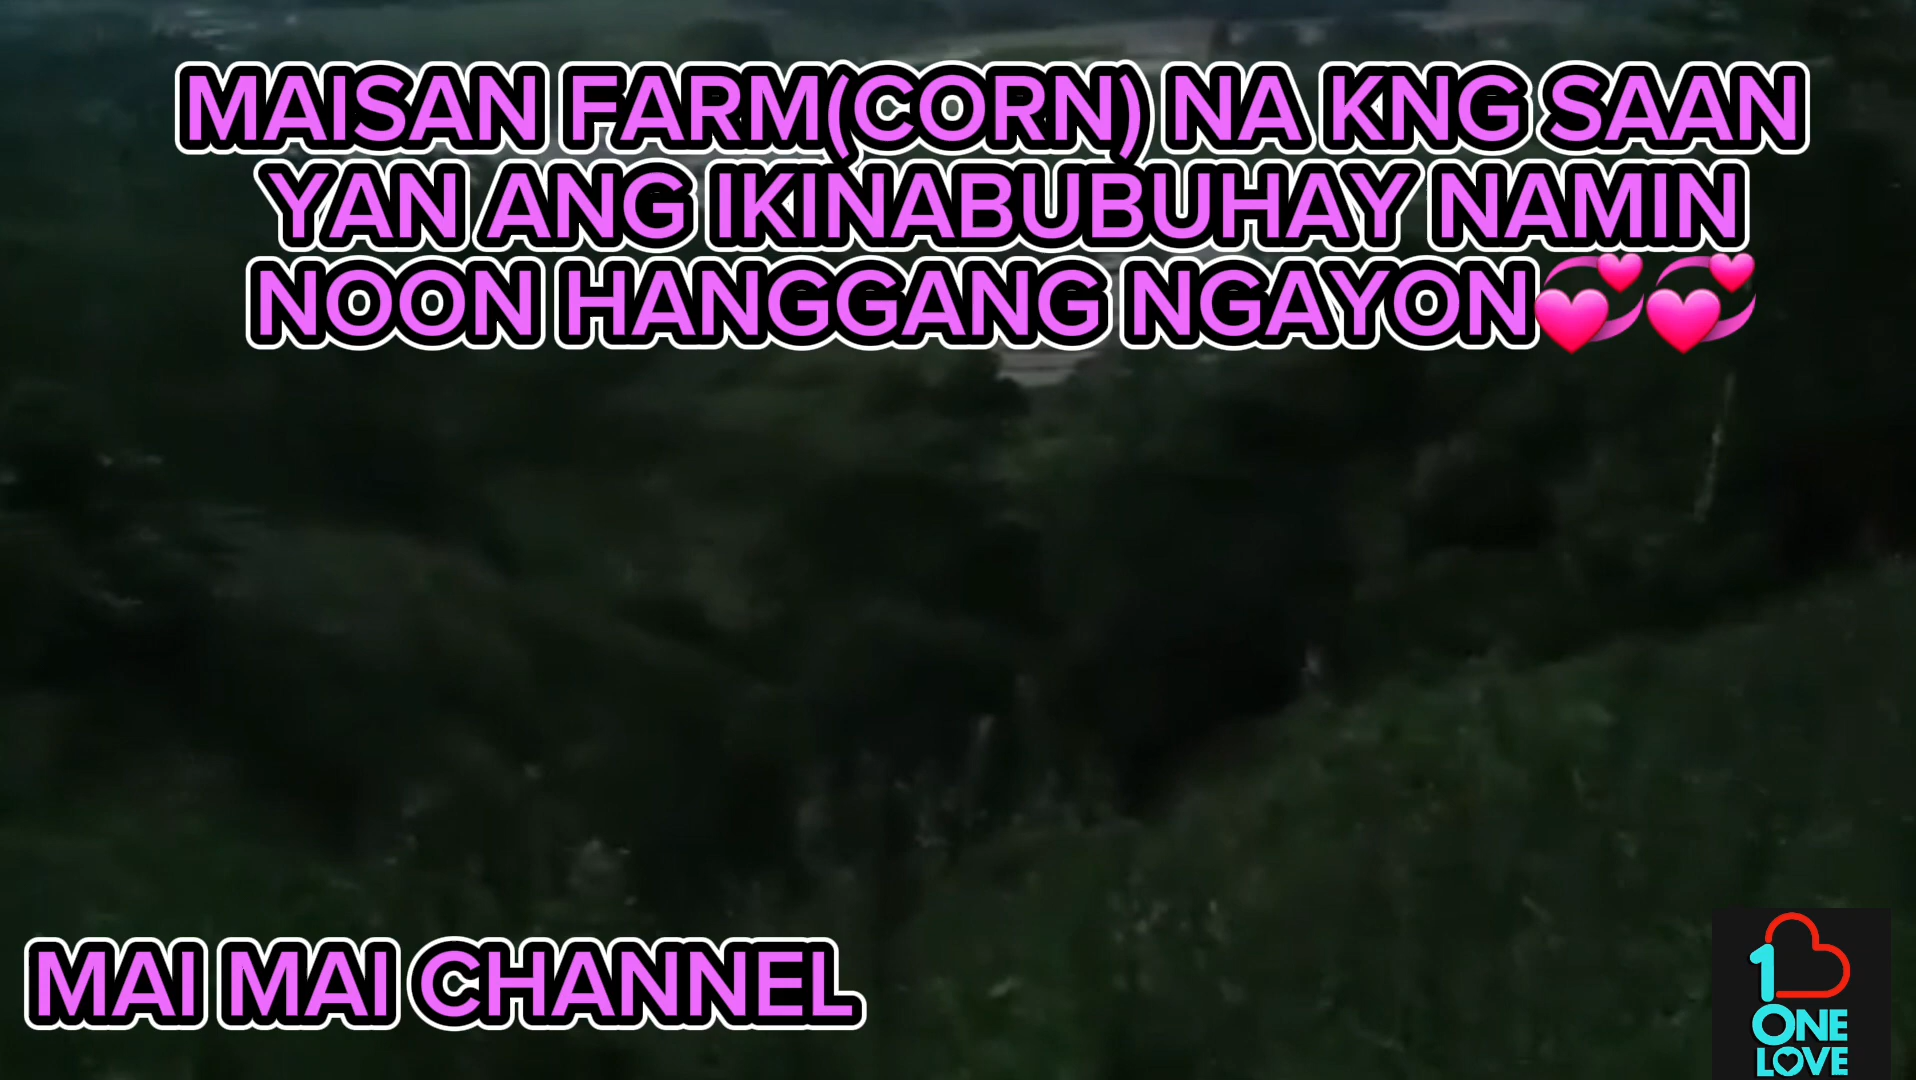 MAISAN FARM(CORN) NA KNG SAAN
YAN ANG IKINABUBUHAY NAMIN
NOON HANGGANG NGAYON💞💞
MAI MAI CHANNEL
1
ONE
LOVE